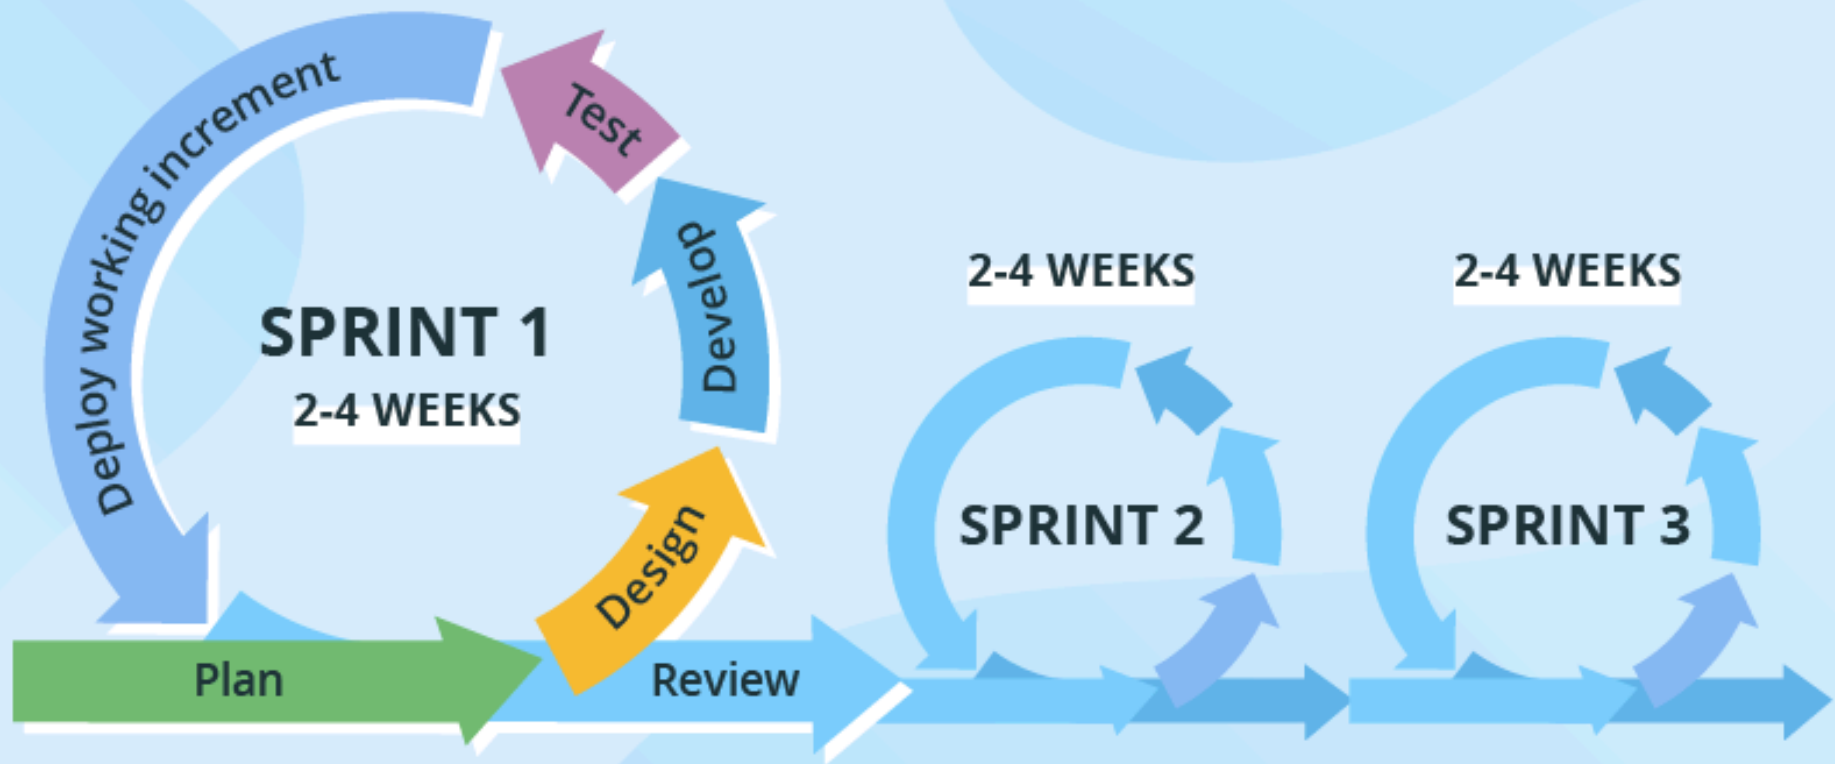 Deploy working increment
Test
Develop
SPRINT 1
2-4 WEEKS
Design
Plan
Review
2-4 WEEKS
SPRINT 2
2-4 WEEKS
SPRINT 3